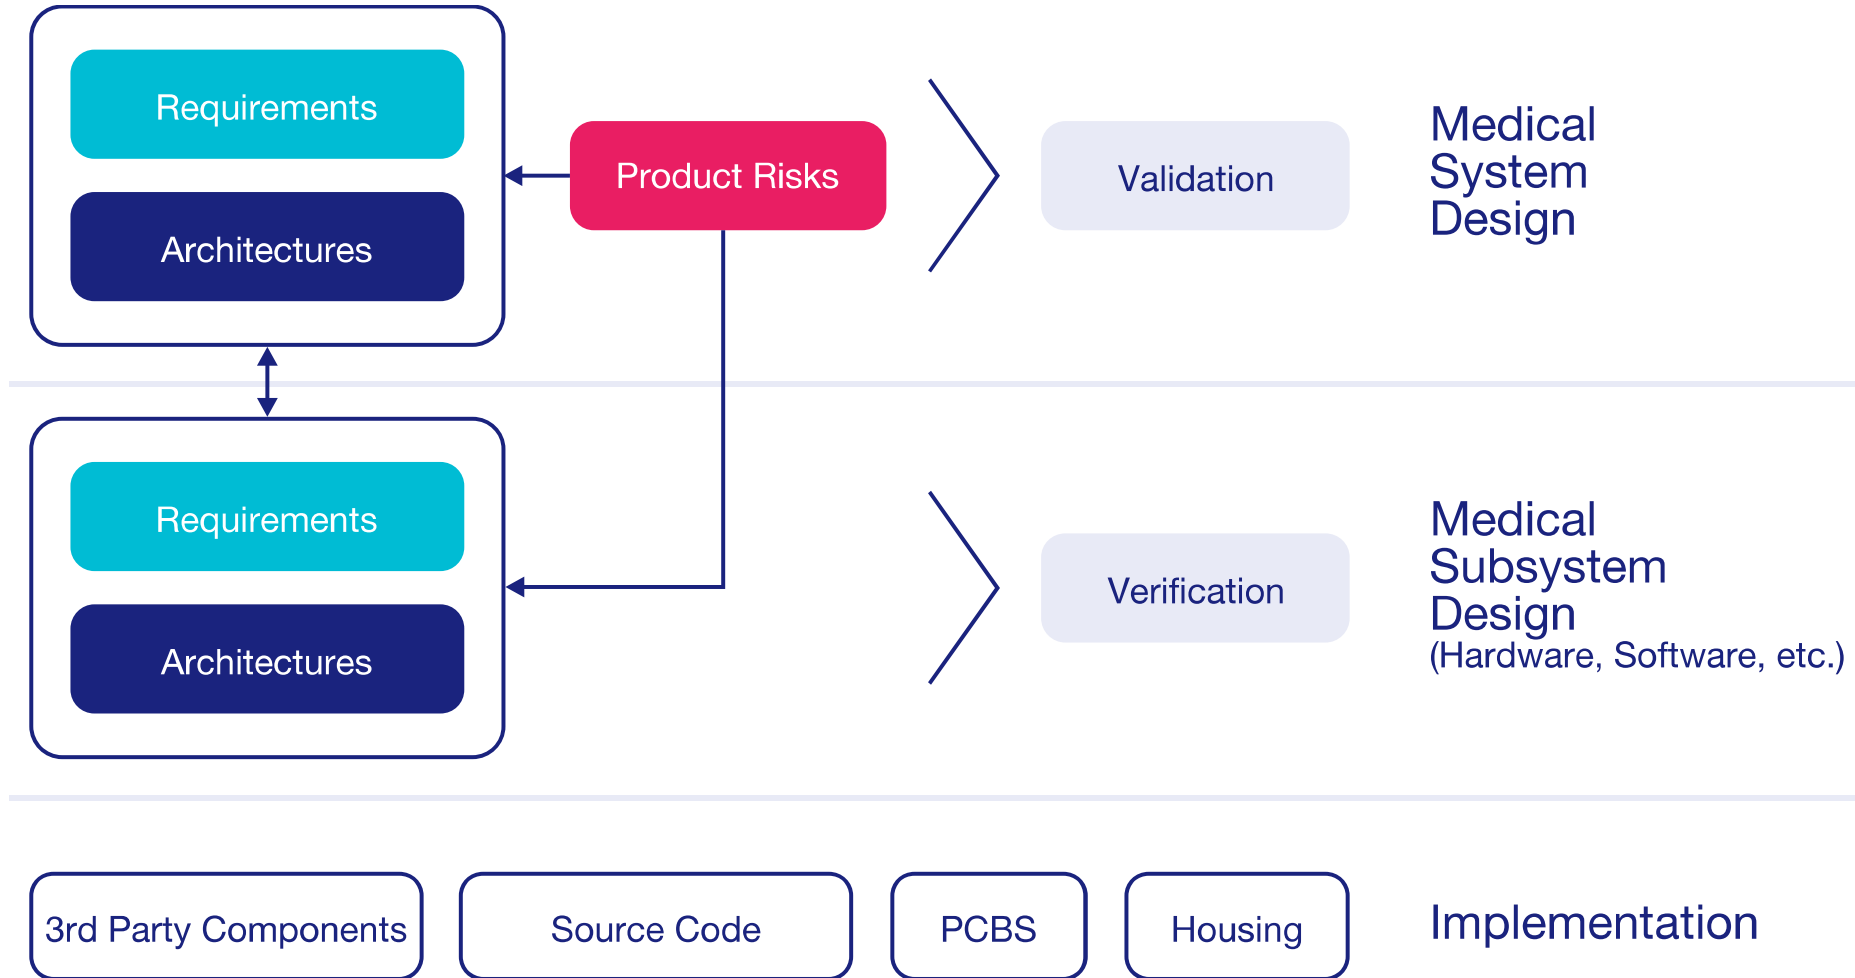 Requirements
Architectures
Product Risks
Validation
Medical
System
Design
Requirements
Architectures
Verification
Medical
Subsystem
Design
(Hardware, Software, etc.)
3rd Party Components
Source Code
PCBS
Housing
Implementation